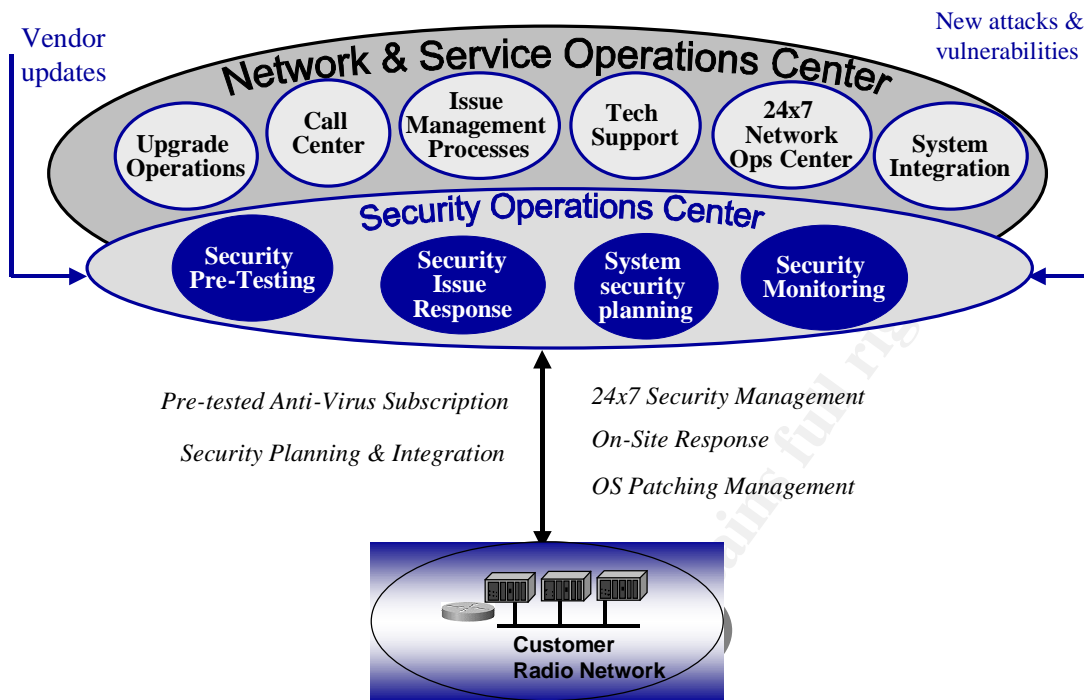 Vendor
updates
New attacks &
vulnerabilities
Network & Service Operations Center
Upgrade
Operations
Call
Center
Issue
Management
Processes
Tech
Support
24x7
Network
Ops Center
System
Integration
Security Operations Center
Security
Pre-Testing
Security
Issue
Response
System
security
planning
Security
Monitoring
Pre-tested Anti-Virus Subscription
Security Planning & Integration
24x7 Security Management
On-Site Response
OS Patching Management
ains full rig
Customer
Radio Network